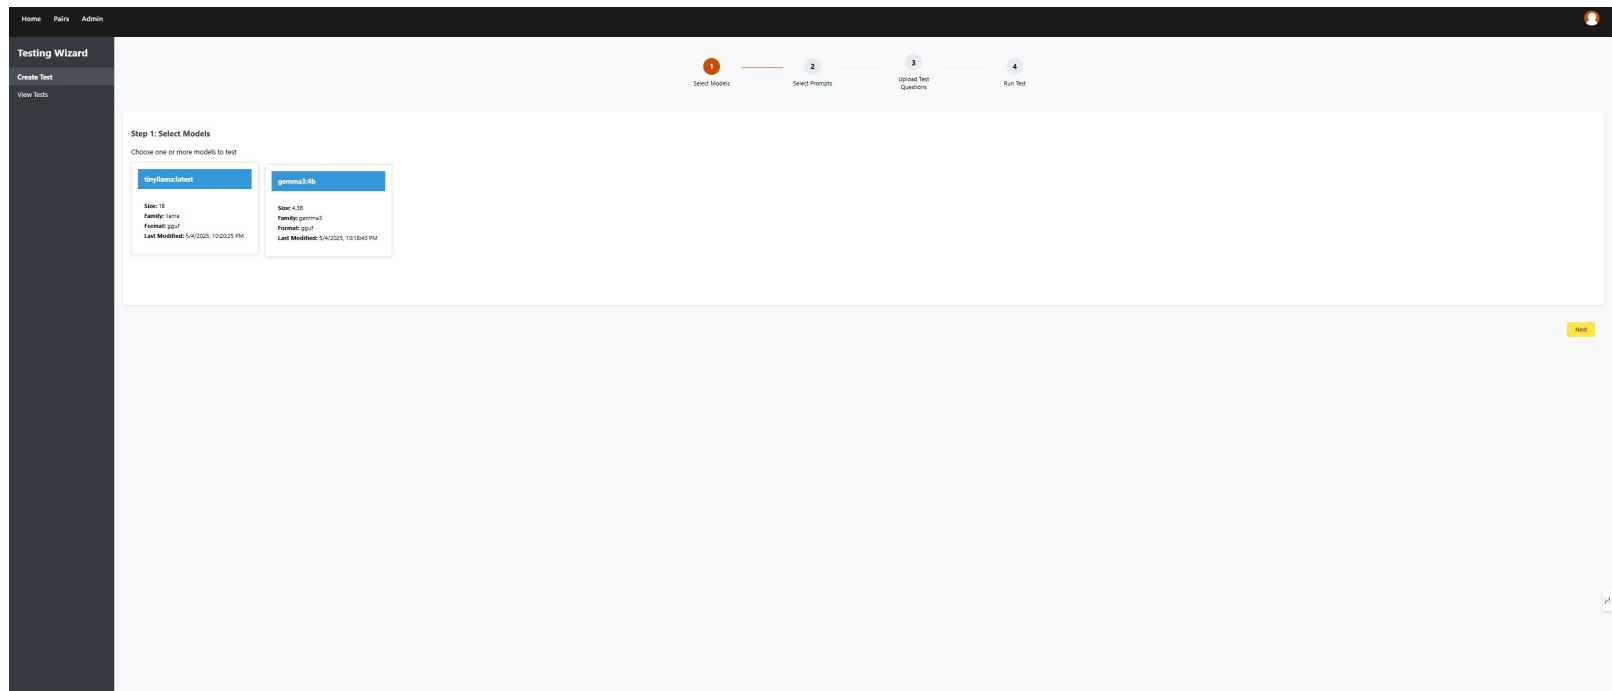 Home Pairs Admin
Testing Wizard
Create Test
View Tests
1
Select Models
2
Select Prompts
3
Upload Test
Questions
4
Run Test
Step 1: Select Models
Choose one or more models to test
tinyllama:latest
Size: 1B
Family: llama
Format: gguf
Last Modified: 5/4/2025, 10:20:25 PM
gemma3:4b
Size: 4.3B
Family: gemma3
Format: gguf
Last Modified: 5/4/2025, 10:18:40 PM
Next